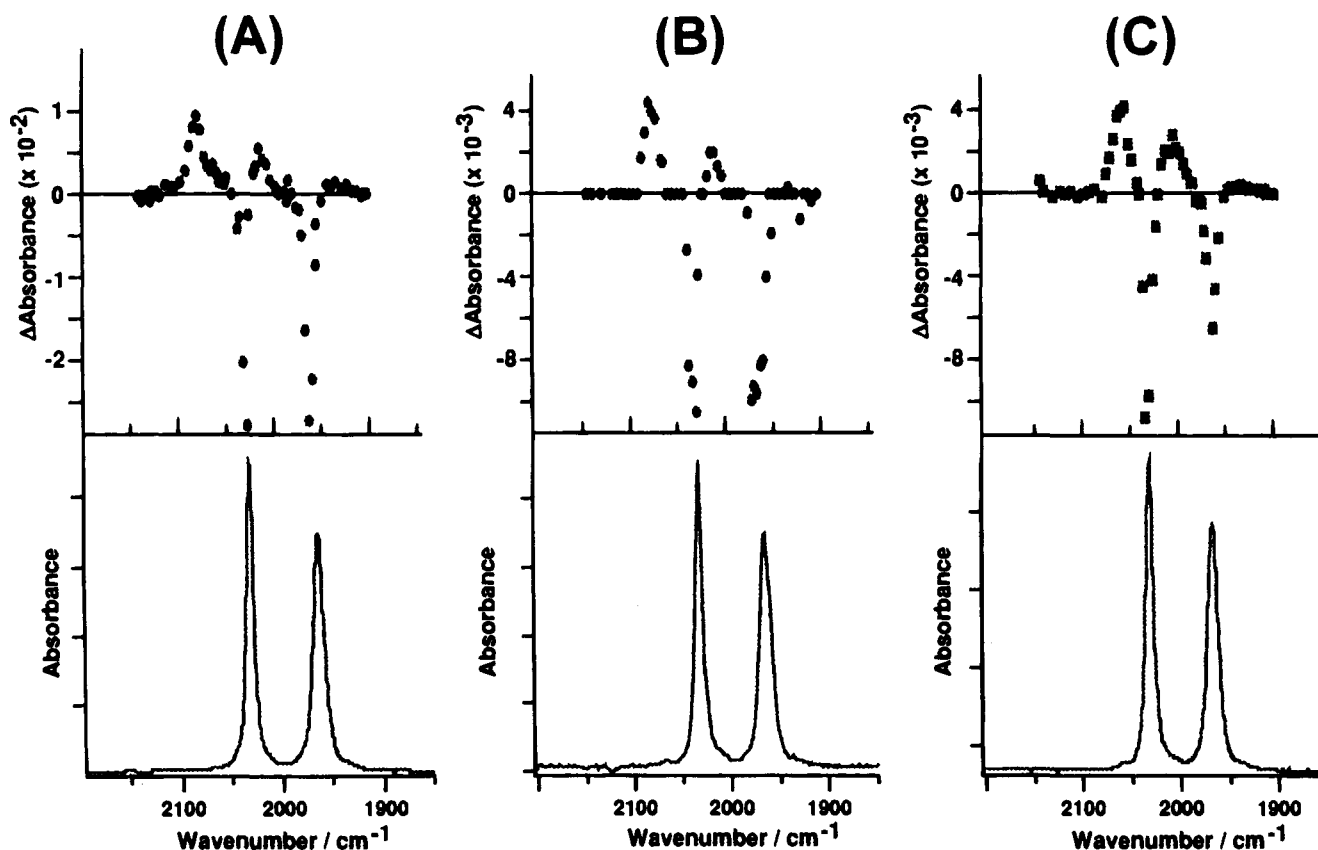 (A)
(B)
(C)
ΔAbsorbance (x 10⁻²)
1
0
-1
-2
ΔAbsorbance (x 10⁻³)
4
0
-4
-8
ΔAbsorbance (x 10⁻³)
4
0
-4
-8
Absorbance
Absorbance
Absorbance
2100 2000 1900
2100 2000 1900
2100 2000 1900
Wavenumber / cm⁻¹
Wavenumber / cm⁻¹
Wavenumber / cm⁻¹